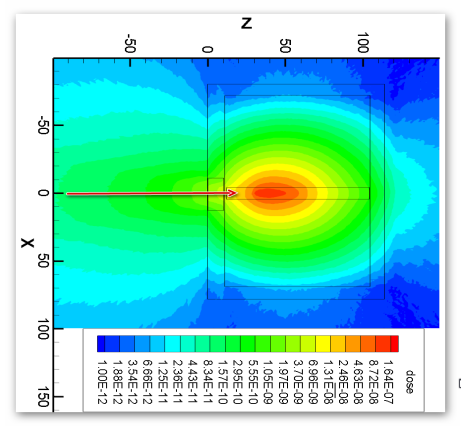 Z
-50
0
50
100
-50
0
50
100
150
X
dose
1.64E-07
8.72E-08
4.63E-08
2.46E-08
1.31E-08
6.96E-09
3.70E-09
1.97E-09
1.05E-09
5.55E-10
2.95E-10
1.57E-10
8.34E-11
4.43E-11
2.36E-11
1.25E-11
6.66E-12
3.54E-12
1.88E-12
1.00E-12